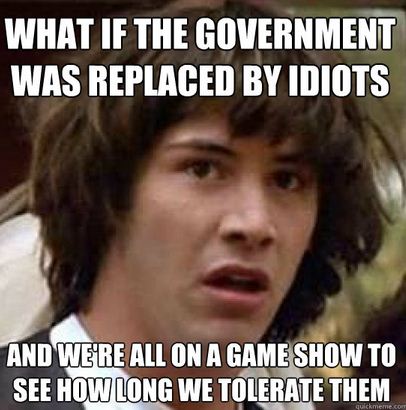 WHAT IF THE GOVERNMENT
WAS REPLACED BY IDIOTS
AND WE'RE ALL ON A GAME SHOW TO
SEE HOW LONG WE TOLERATE THEM
quickmeme.com